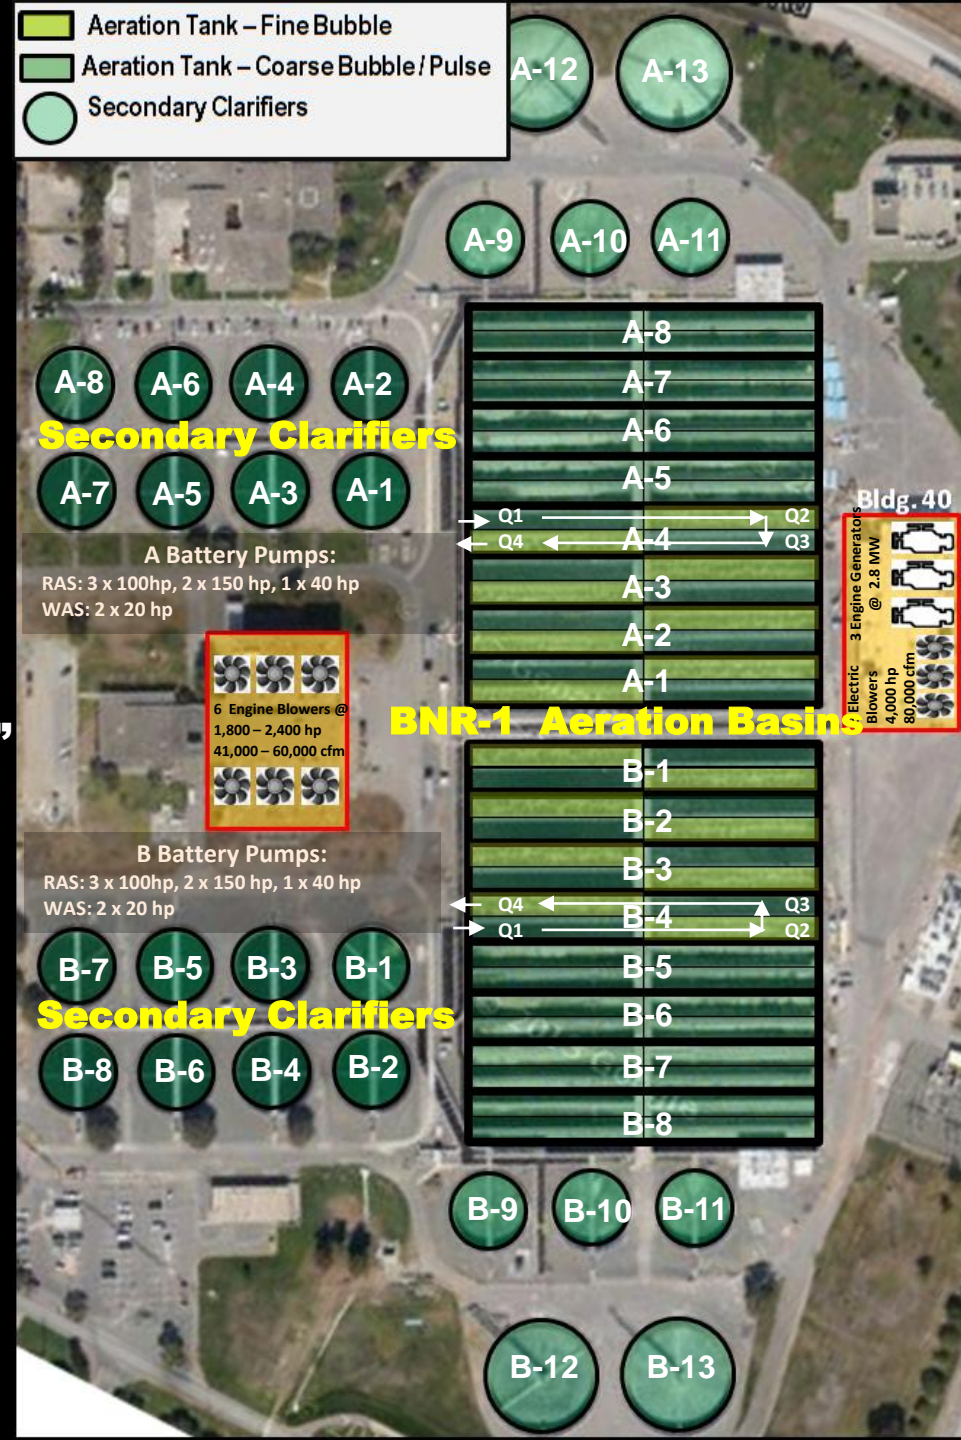 Aeration Tank – Fine Bubble
Aeration Tank – Coarse Bubble / Pulse
Secondary Clarifiers
A-12
A-13
A-9
A-10
A-11
A-8
A-7
A-6
A-5
A-8
A-6
A-4
A-2
Secondary Clarifiers
A-7
A-5
A-3
A-1
Q1
Q2
Q4
A-4
Q3
A-3
A-2
A-1
Bldg. 40
3 Engine Generators
@ 2.8 MW
Electric
Blowers
4,000 hp
80,000 cfm
A Battery Pumps:
RAS: 3 x 100hp, 2 x 150 hp, 1 x 40 hp
WAS: 2 x 20 hp
6 Engine Blowers @
1,800 – 2,400 hp
41,000 – 60,000 cfm
”
BNR-1 Aeration Basins
B-1
B-2
B-3
Q4
B-4
Q3
Q1
Q2
B-5
B-6
B-7
B-8
B Battery Pumps:
RAS: 3 x 100hp, 2 x 150 hp, 1 x 40 hp
WAS: 2 x 20 hp
B-7
B-5
B-3
B-1
Secondary Clarifiers
B-8
B-6
B-4
B-2
B-9
B-10
B-11
B-12
B-13